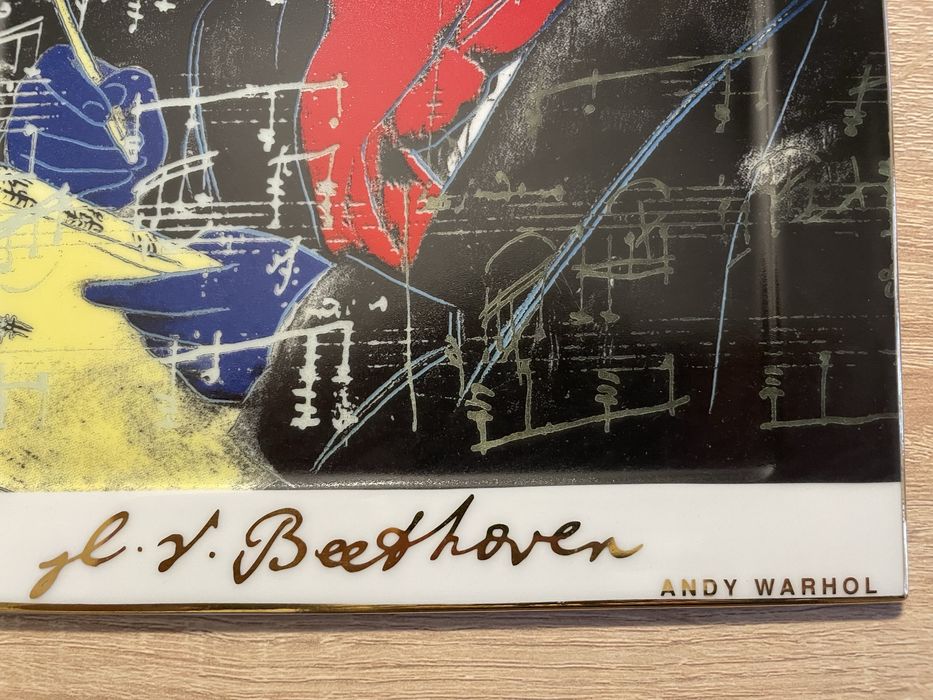 L. v. Beethoven
ANDY WARHOL